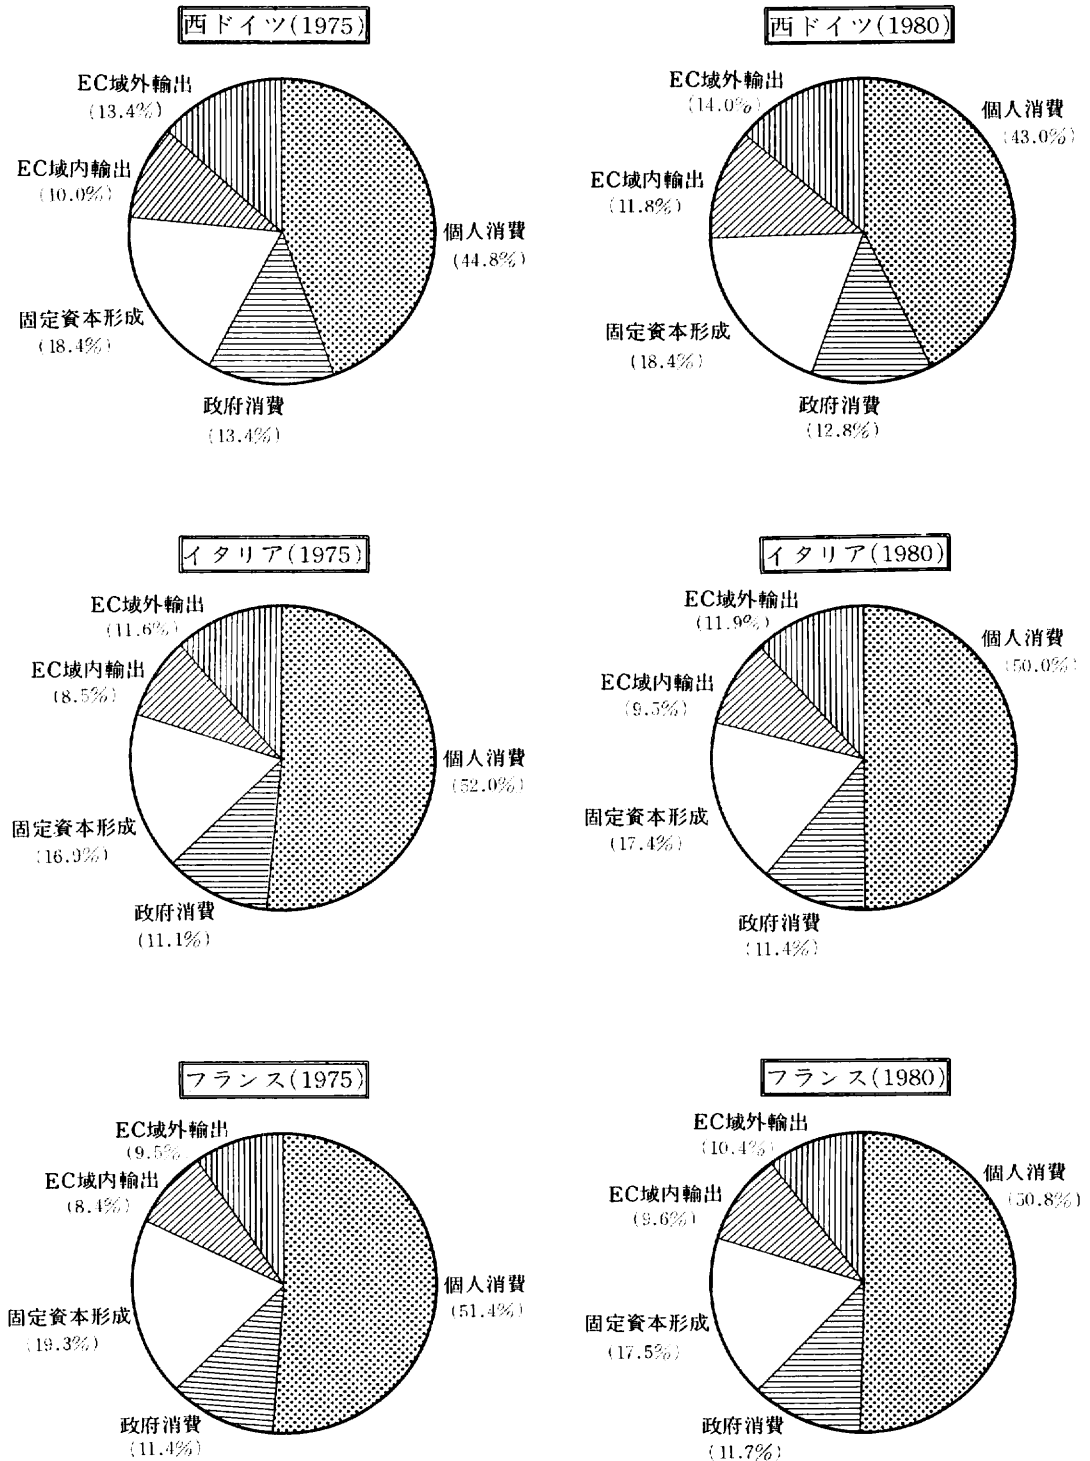 西ドイツ(1975)
EC域外輸出
(13.4%)
EC域内輸出
(10.0%)
個人消費
(44.8%)
固定資本形成
(18.4%)
政府消費
(13.4%)
西ドイツ(1980)
EC域外輸出
(14.0%)
個人消費
(43.0%)
EC域内輸出
(11.8%)
固定資本形成
(18.4%)
政府消費
(12.8%)
イタリア(1975)
EC域外輸出
(11.6%)
EC域内輸出
(8.5%)
個人消費
(52.0%)
固定資本形成
(16.9%)
政府消費
(11.1%)
イタリア(1980)
EC域外輸出
(11.9%)
個人消費
(50.0%)
EC域内輸出
(9.5%)
固定資本形成
(17.4%)
政府消費
(11.4%)
フランス(1975)
EC域外輸出
(9.5%
EC域内輸出
(8.4%)
個人消費
(51.4%)
固定資本形成
(19.3%)
政府消費
(11.4%)
フランス(1980)
EC域外輸出
(10.4%)
個人消費
(50.8%)
EC域内輸出
(9.6%)
固定資本形成
(17.5%)
政府消費
(11.7%)